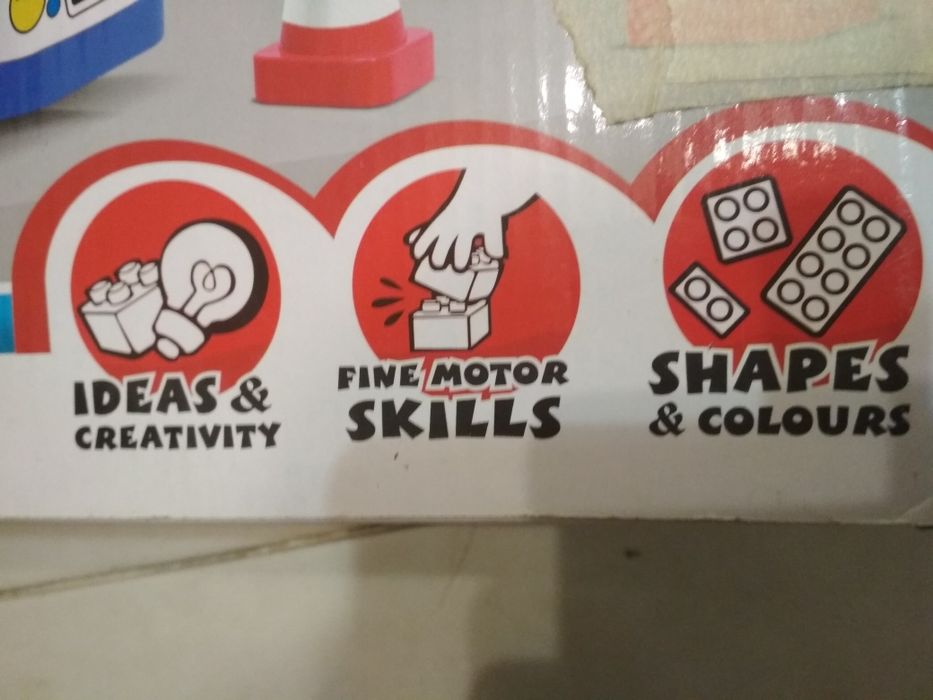 IDEAS &
CREATIVITY
FINE MOTOR
SKILLS
SHAPES
& COLOURS